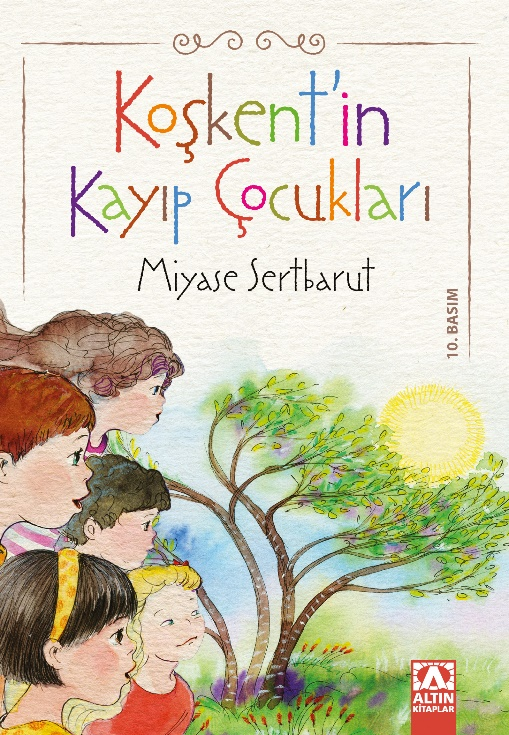 Koşkent'in
Kayıp Çocukları
Miyase Sertbarut
10. BASIM
ALTIN
KİTAPLAR